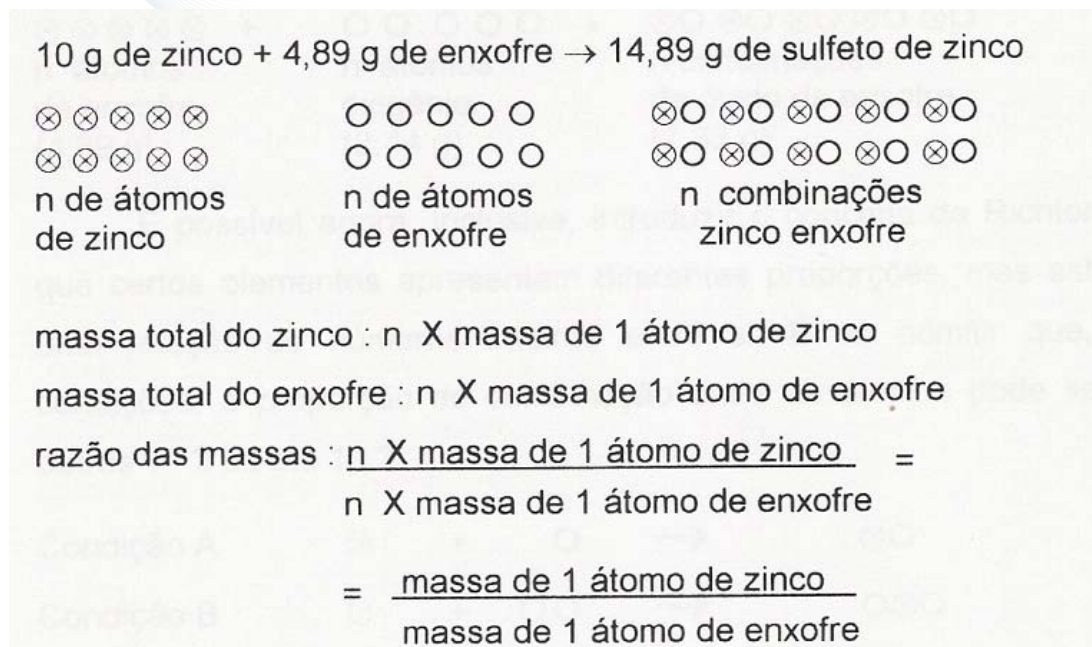 10 g de zinco + 4,89 g de enxofre → 14,89 g de sulfeto de zinco
n de átomos n de átomos n combinações
de zinco de enxofre zinco enxofre
massa total do zinco : n X massa de 1 átomo de zinco
massa total do enxofre : n X massa de 1 átomo de enxofre
razão das massas : n X massa de 1 átomo de zinco =
n X massa de 1 átomo de enxofre
= massa de 1 átomo de zinco
massa de 1 átomo de enxofre
Condição A
Condição B